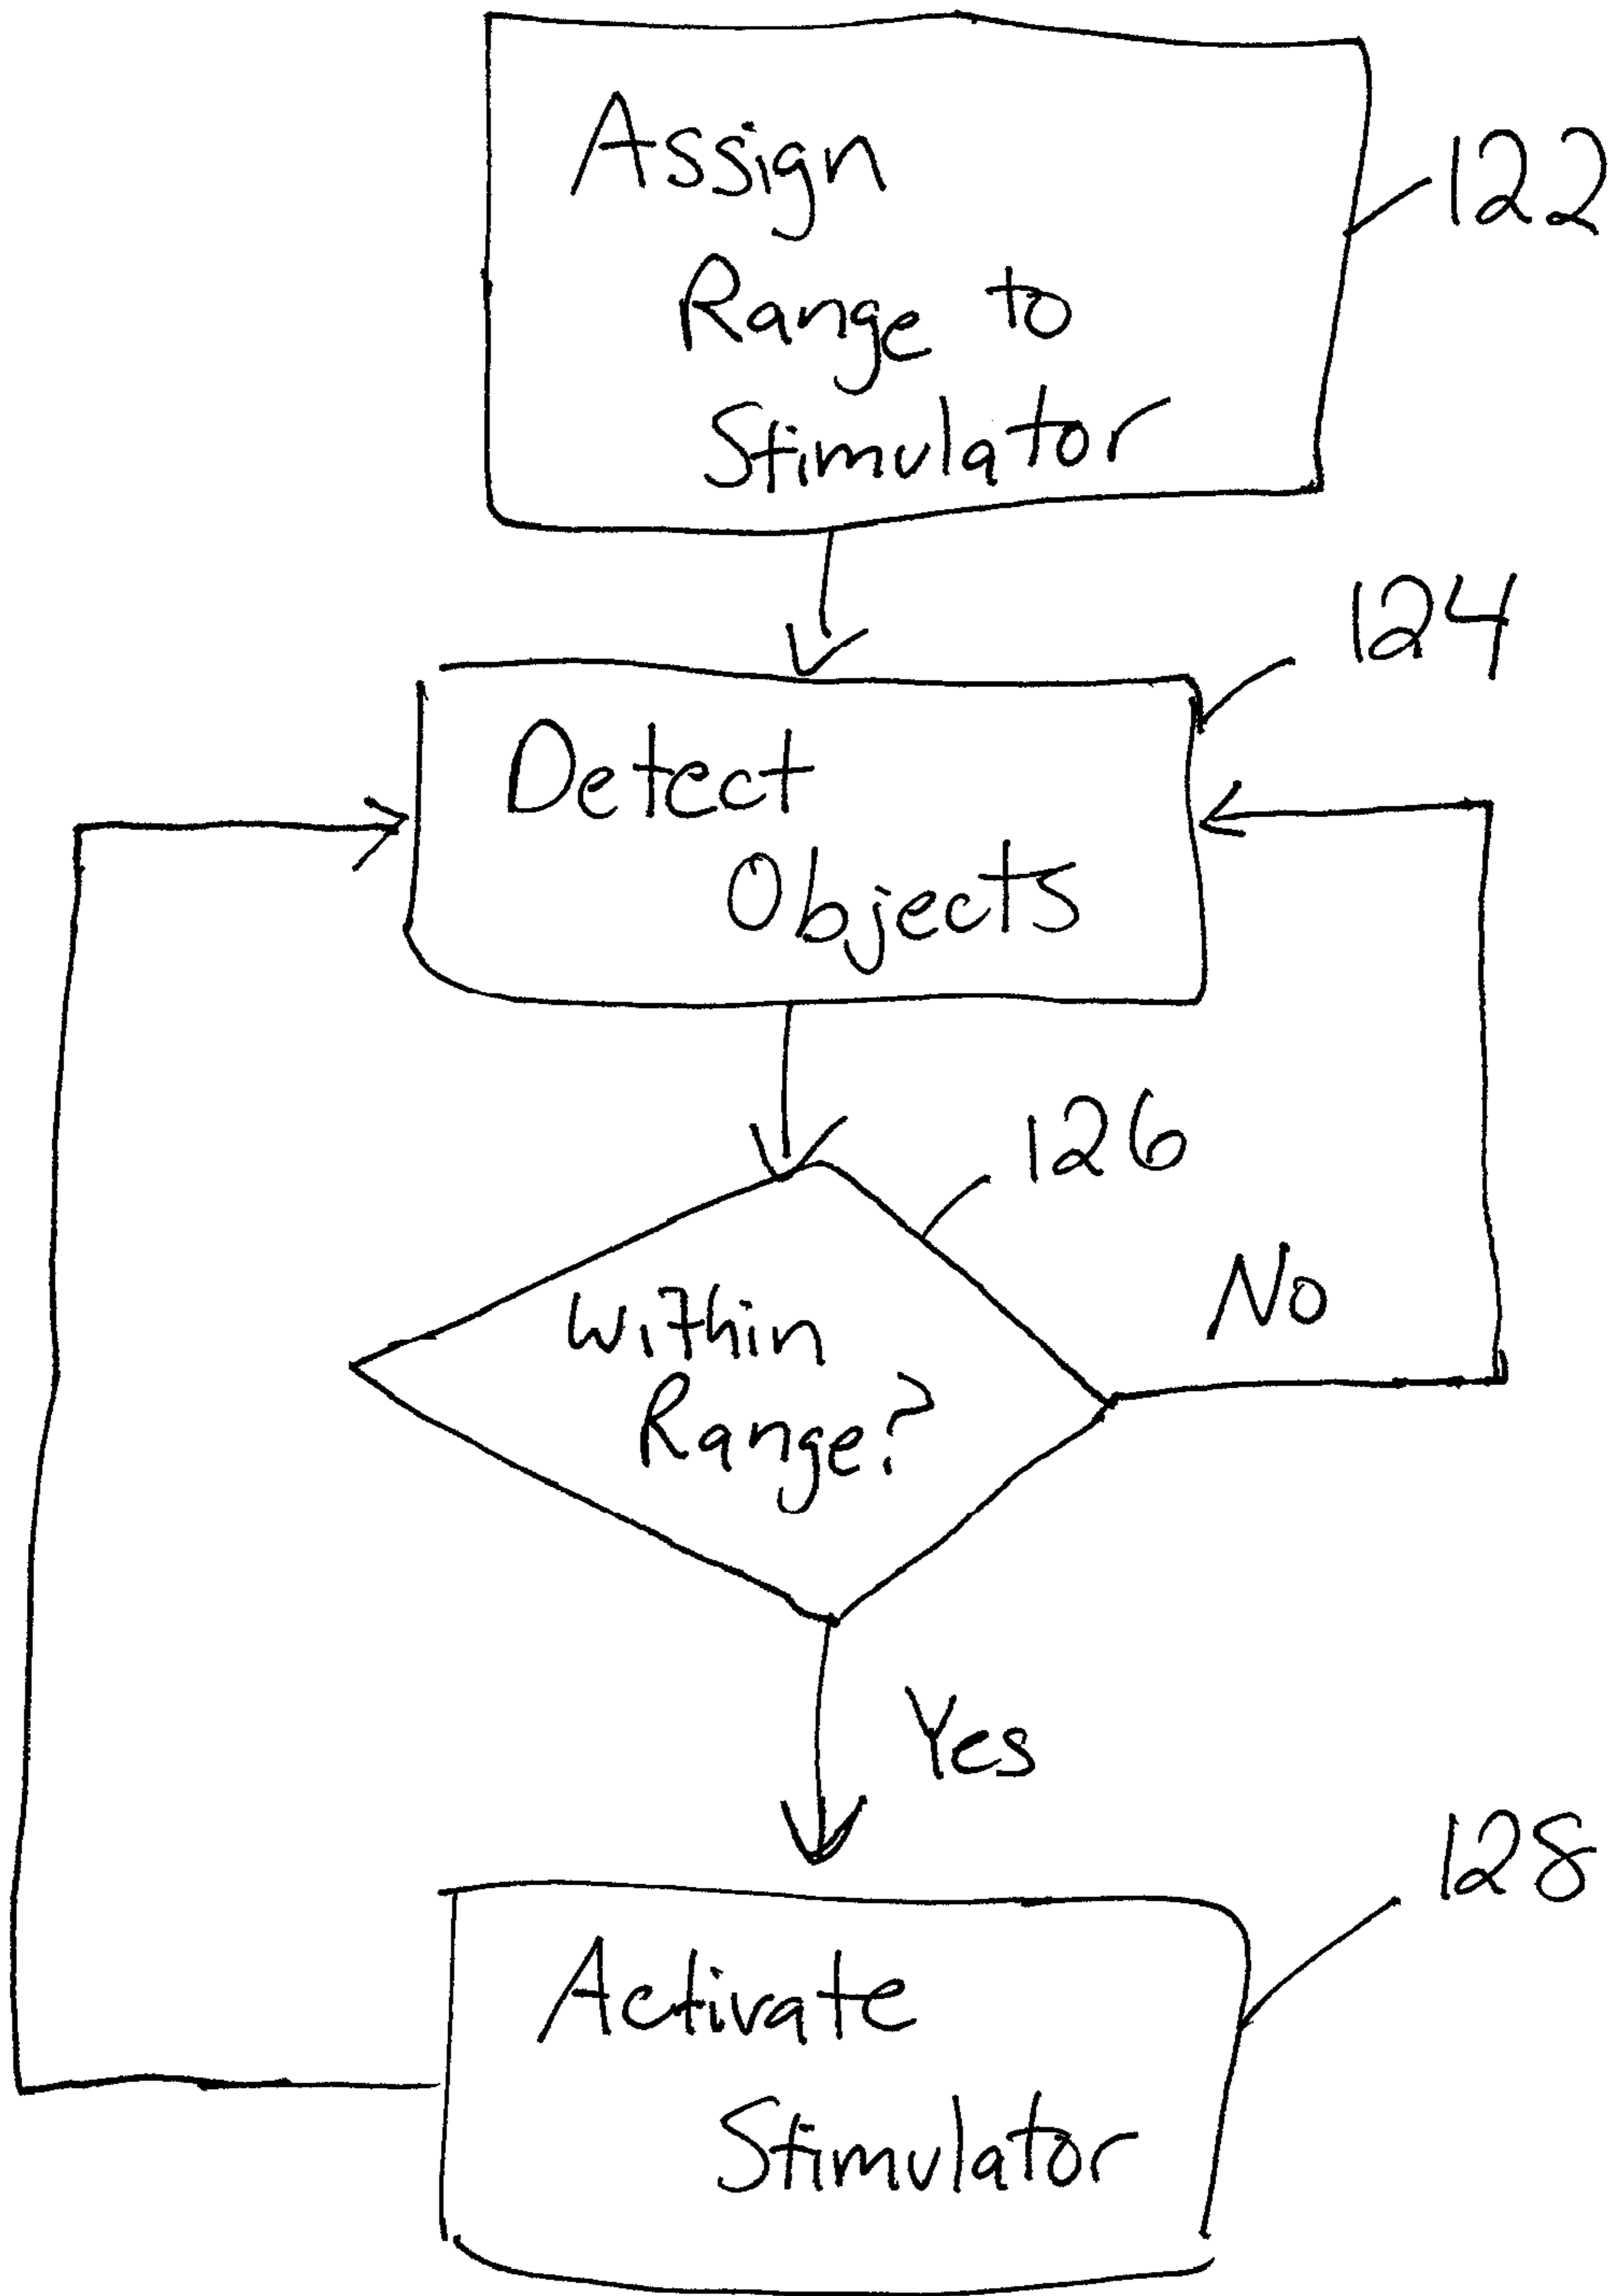 Assign
Range to
Stimulator
122
124
Detect
Objects
126
Within
Range?
No
Yes
128
Activate
Stimulator